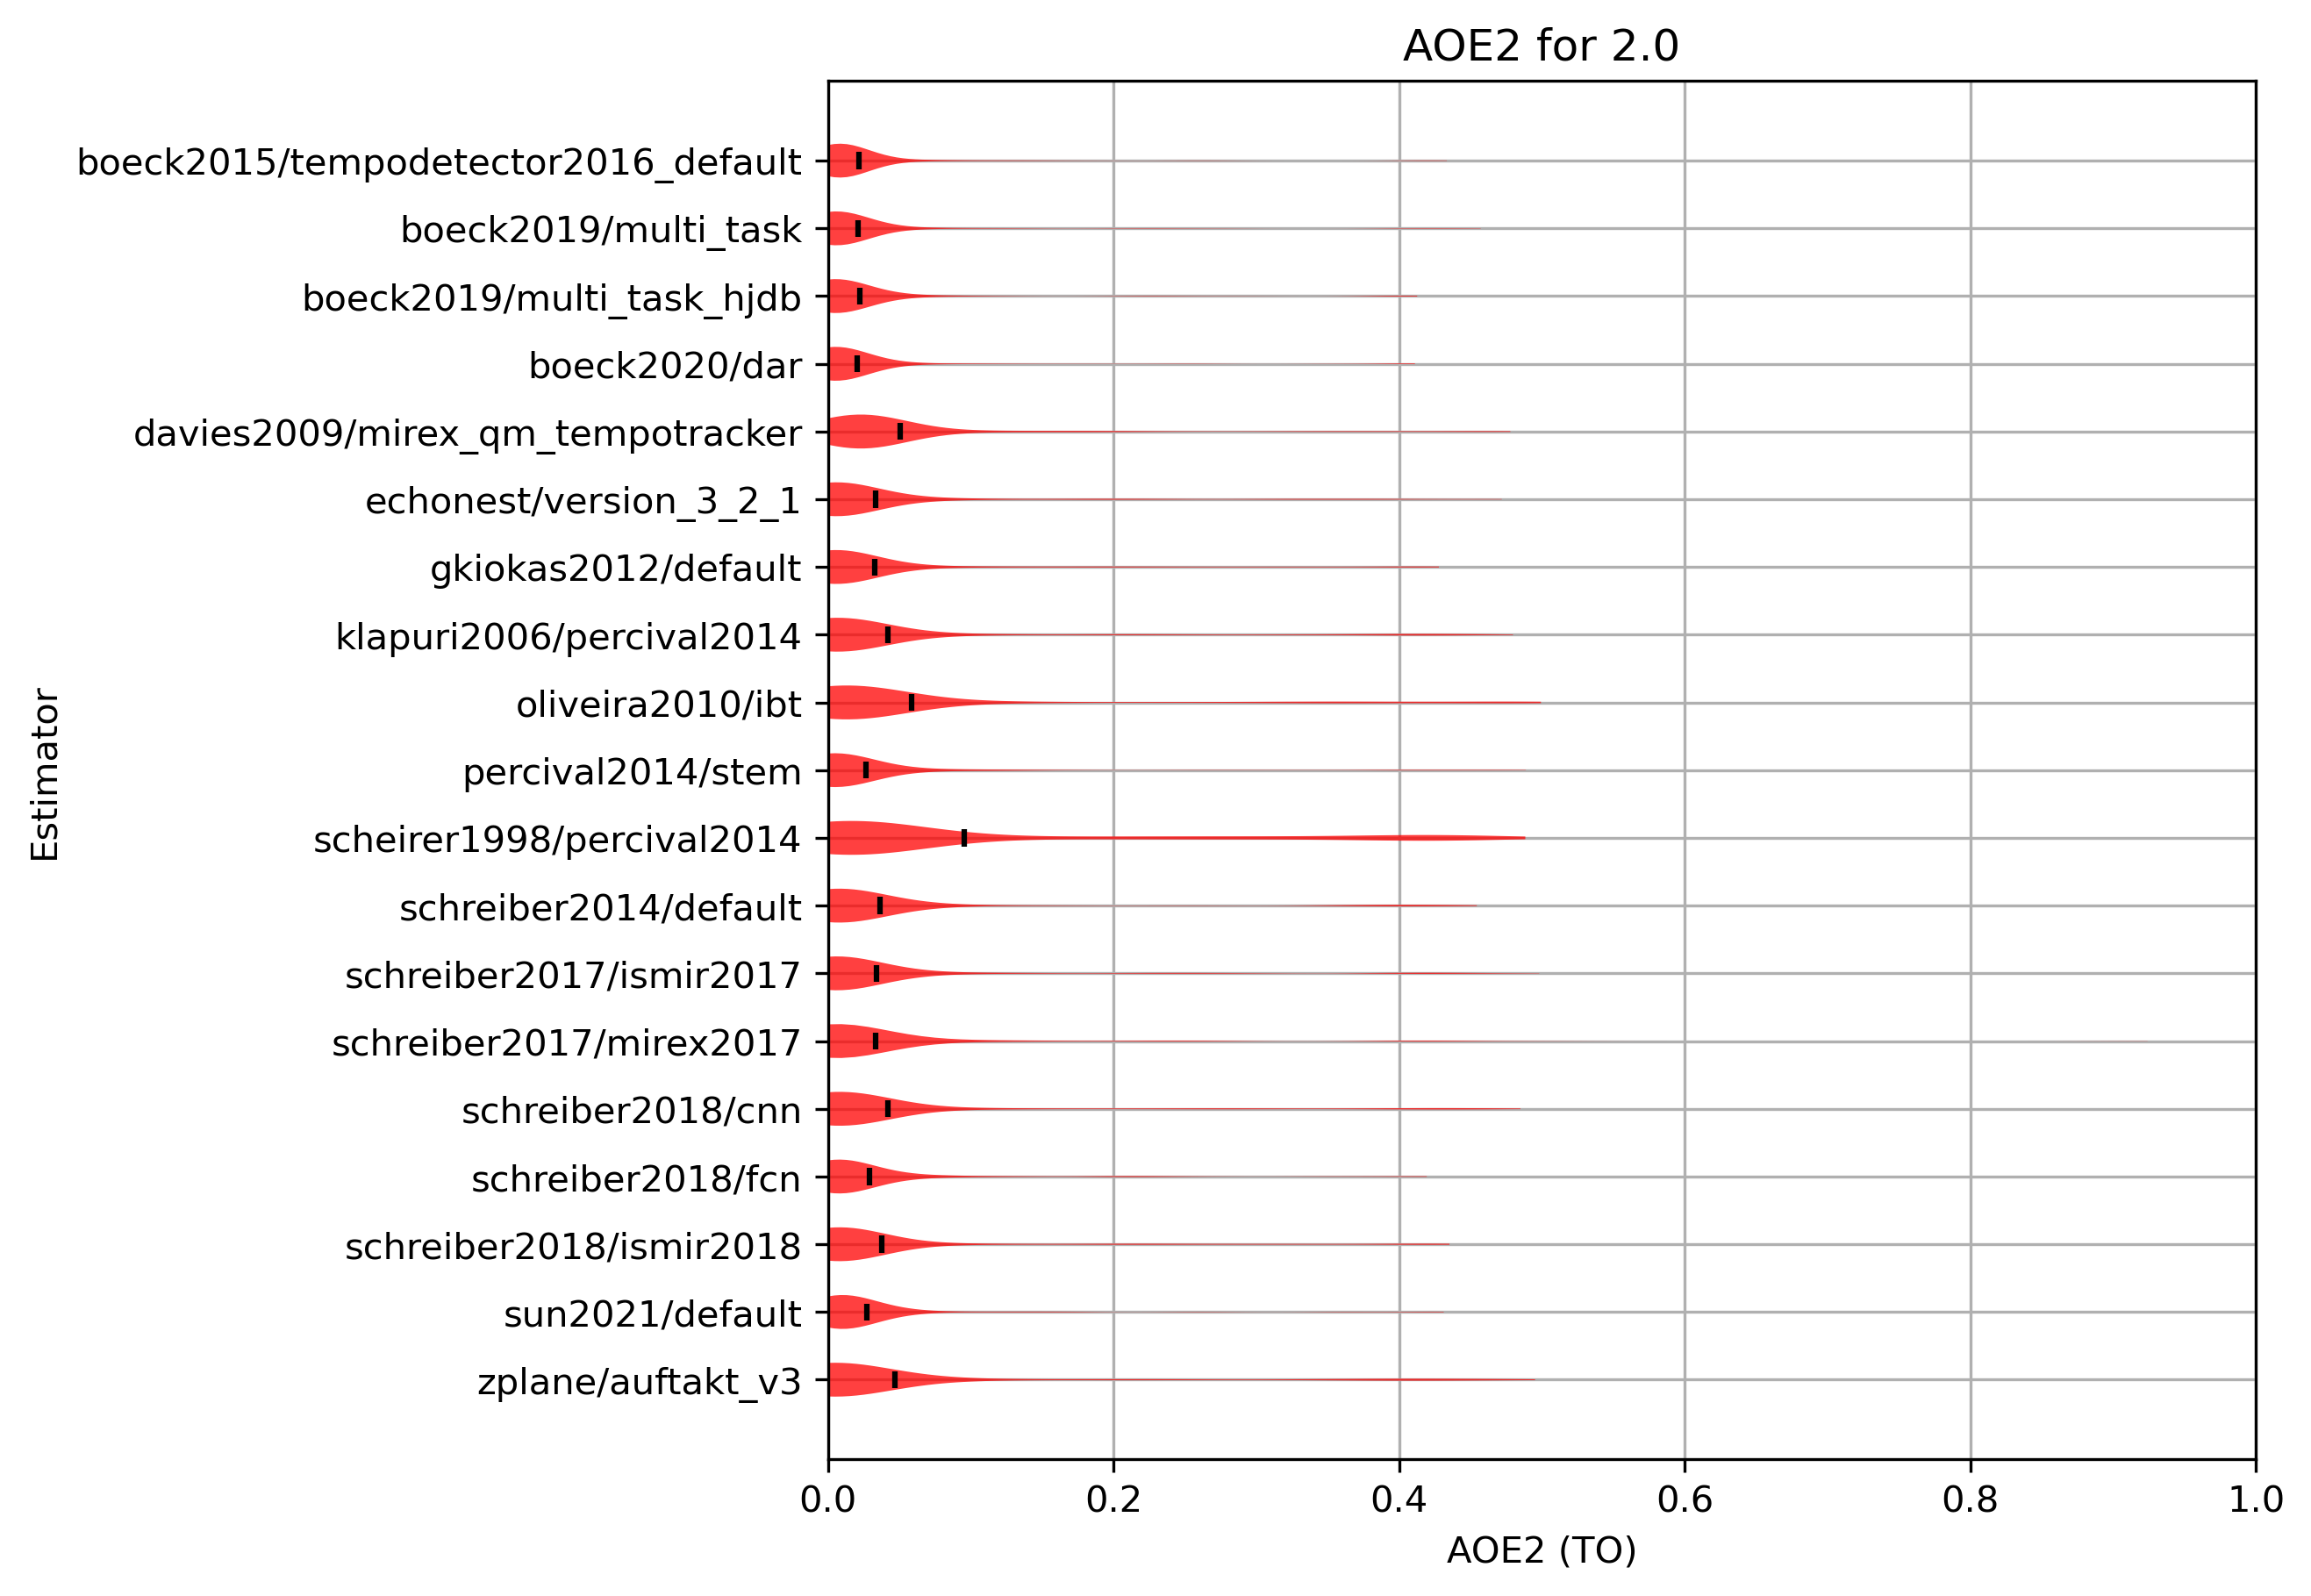 AOE2 for 2.0
boeck2015/tempodetector2016_default
boeck2019/multi_task
boeck2019/multi_task_hjdb
boeck2020/dar
davies2009/mirex_qm_tempotracker
echonest/version_3_2_1
gkiokas2012/default
klapuri2006/percival2014
oliveira2010/ibt
percival2014/stem
scheirer1998/percival2014
schreiber2014/default
schreiber2017/ismir2017
schreiber2017/mirex2017
schreiber2018/cnn
schreiber2018/fcn
schreiber2018/ismir2018
sun2021/default
zplane/auftakt_v3
Estimator
0.0 0.2 0.4 0.6 0.8 1.0
AOE2 (TO)